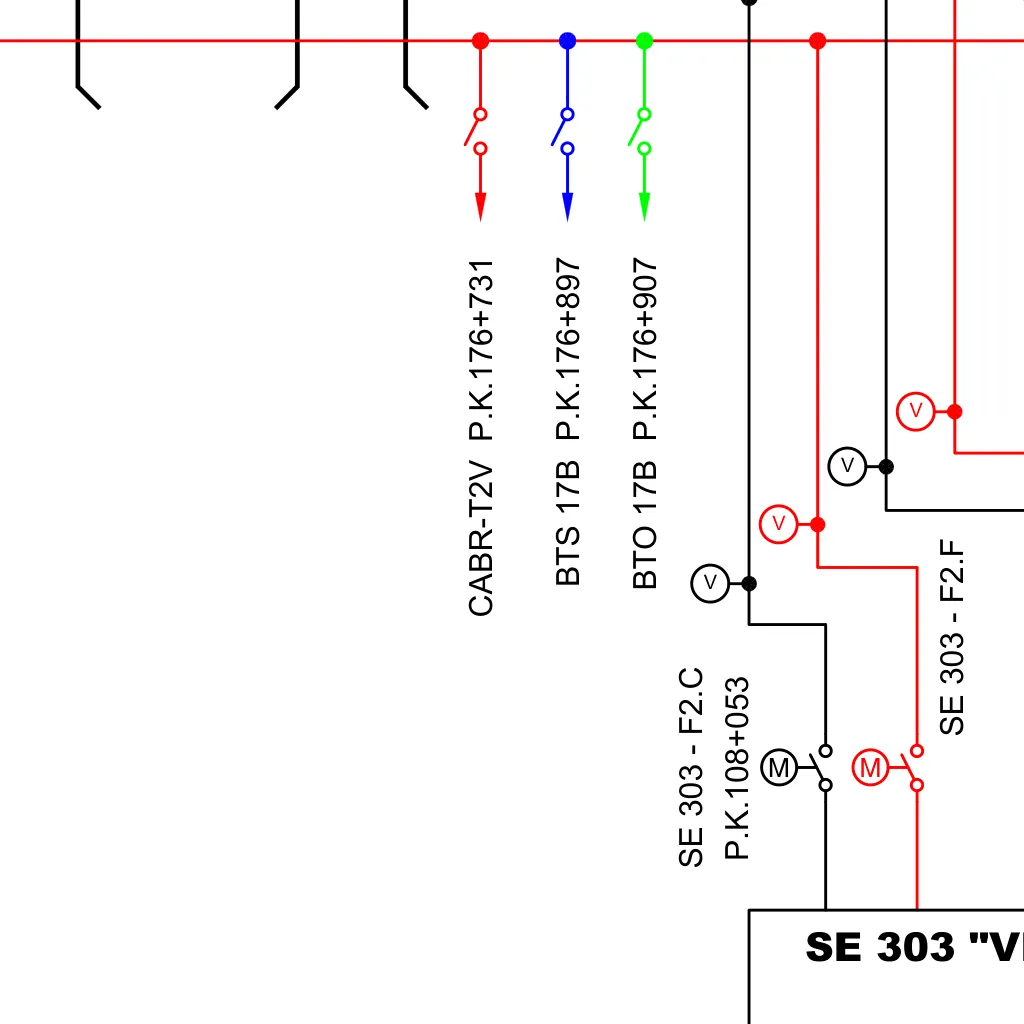 CABR-T2V P.K.176+731
BTS 17B P.K.176+897
BTO 17B P.K.176+907
V
V
V
V
SE 303 - F2.F
SE 303 - F2.C
P.K.108+053
M
M
SE 303 "V